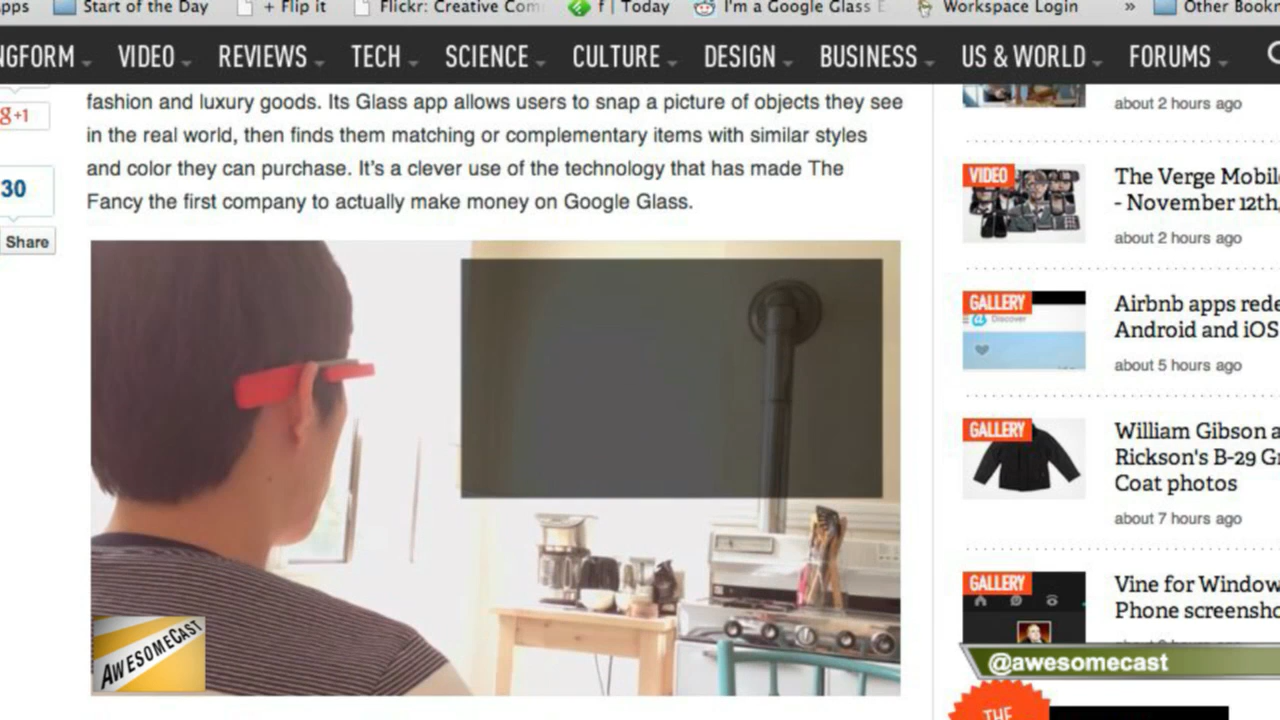 pps
Start of the Day
+ Flip it
Flickr: Creative Com
f | Today
I'm a Google Glass E
Workspace Login
»
Other Bookm
NGFORM
VIDEO
REVIEWS
TECH
SCIENCE
CULTURE
DESIGN
BUSINESS
US & WORLD
FORUMS
fashion and luxury goods. Its Glass app allows users to snap a picture of objects they see
in the real world, then finds them matching or complementary items with similar styles
and color they can purchase. It's a clever use of the technology that has made The
Fancy the first company to actually make money on Google Glass.
+1
30
Share
about 2 hours ago
VIDEO
The Verge Mobil
- November 12th,
about 2 hours ago
GALLERY
Discover
Airbnb apps rede
Android and iOS
about 5 hours ago
GALLERY
William Gibson a
Rickson's B-29 G
Coat photos
about 7 hours ago
GALLERY
Vine for Window
Phone screensho
AWESOMECAST
@awesomecast
THE